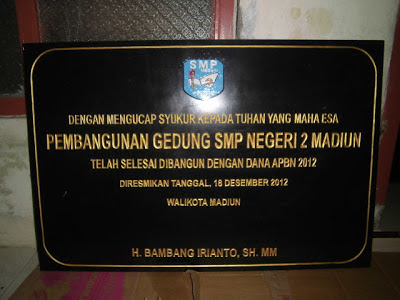 SMP
DENGAN MENGUCAP SYUKUR KEPADA TUHAN YANG MAHA ESA
PEMBANGUNAN GEDUNG SMP NEGERI 2 MADIUN
TELAH SELESAI DIBANGUN DENGAN DANA APBN 2012
DIRESMIKAN TANGGAL, 18 DESEMBER 2012
WALIKOTA MADIUN
H. BAMBANG IRIANTO, SH. MM